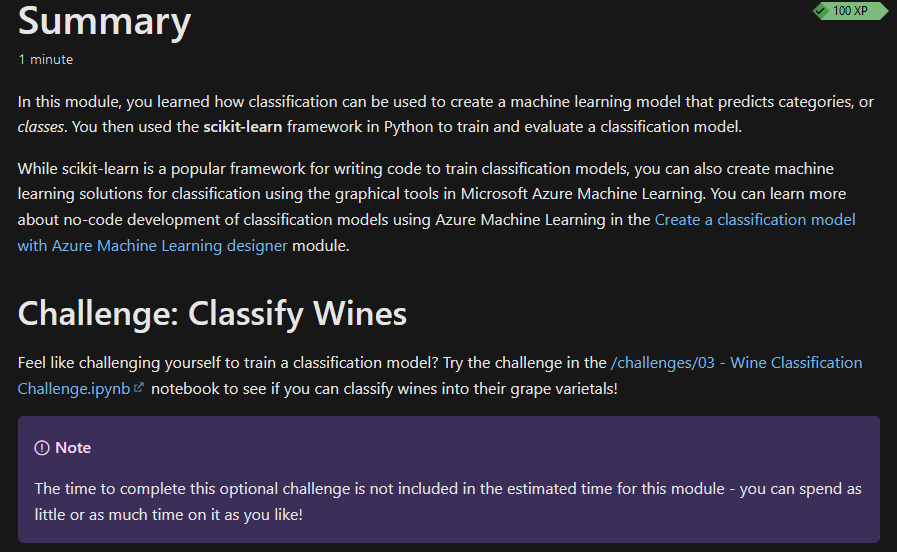 Summary
100 XP
1 minute
In this module, you learned how classification can be used to create a machine learning model that predicts categories, or
classes. You then used the scikit-learn framework in Python to train and evaluate a classification model.
While scikit-learn is a popular framework for writing code to train classification models, you can also create machine
learning solutions for classification using the graphical tools in Microsoft Azure Machine Learning. You can learn more
about no-code development of classification models using Azure Machine Learning in the Create a classification model
with Azure Machine Learning designer module.
Challenge: Classify Wines
Feel like challenging yourself to train a classification model? Try the challenge in the /challenges/03 - Wine Classification
Challenge.ipynb notebook to see if you can classify wines into their grape varietals!
Note
The time to complete this optional challenge is not included in the estimated time for this module - you can spend as
little or as much time on it as you like!